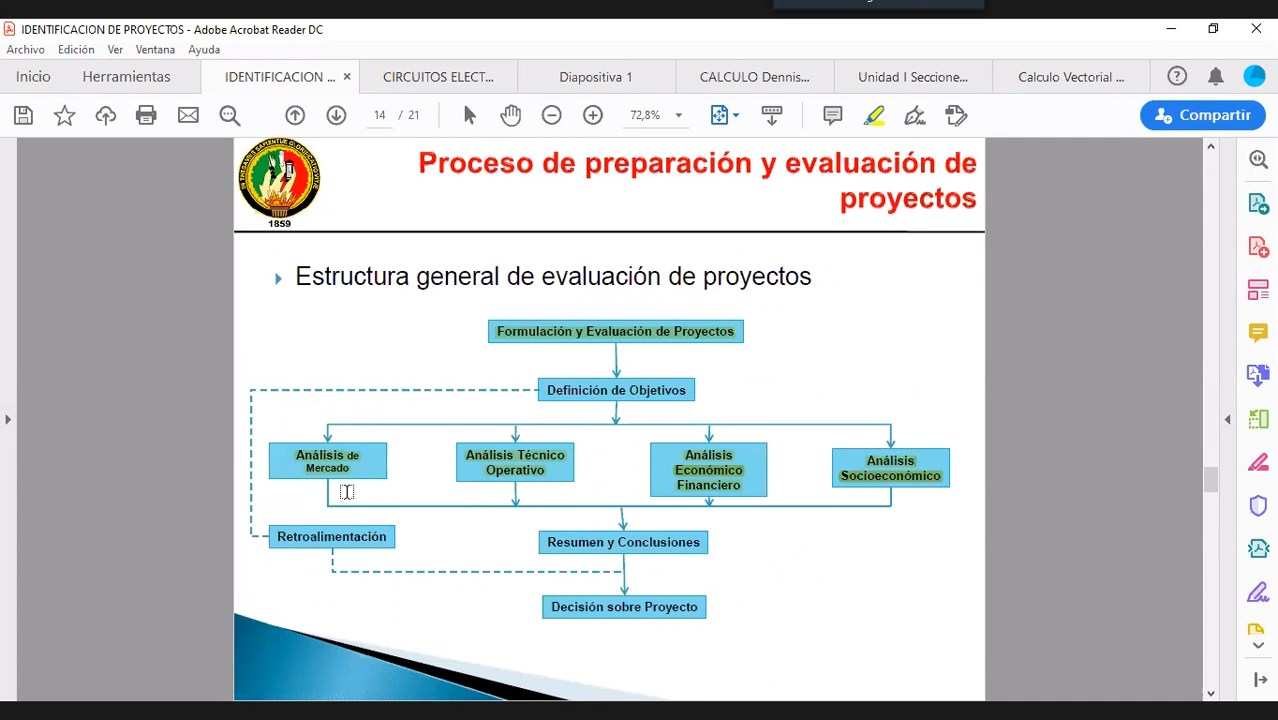 IDENTIFICACION DE PROYECTOS - Adobe Acrobat Reader DC
Archivo Edición Ver Ventana Ayuda
Inicio Herramientas IDENTIFICACION ... × CIRCUITOS ELECT... Diapositiva 1 CALCULO Dennis... Unidad I Seccione... Calculo Vectorial ...
14 / 21 72,8% Compartir
Proceso de preparación y evaluación de
proyectos
1859
Estructura general de evaluación de proyectos
Formulación y Evaluación de Proyectos
Definición de Objetivos
Análisis de
Mercado
Análisis Técnico
Operativo
Análisis
Económico
Financiero
Análisis
Socioeconómico
Retroalimentación
Resumen y Conclusiones
Decisión sobre Proyecto